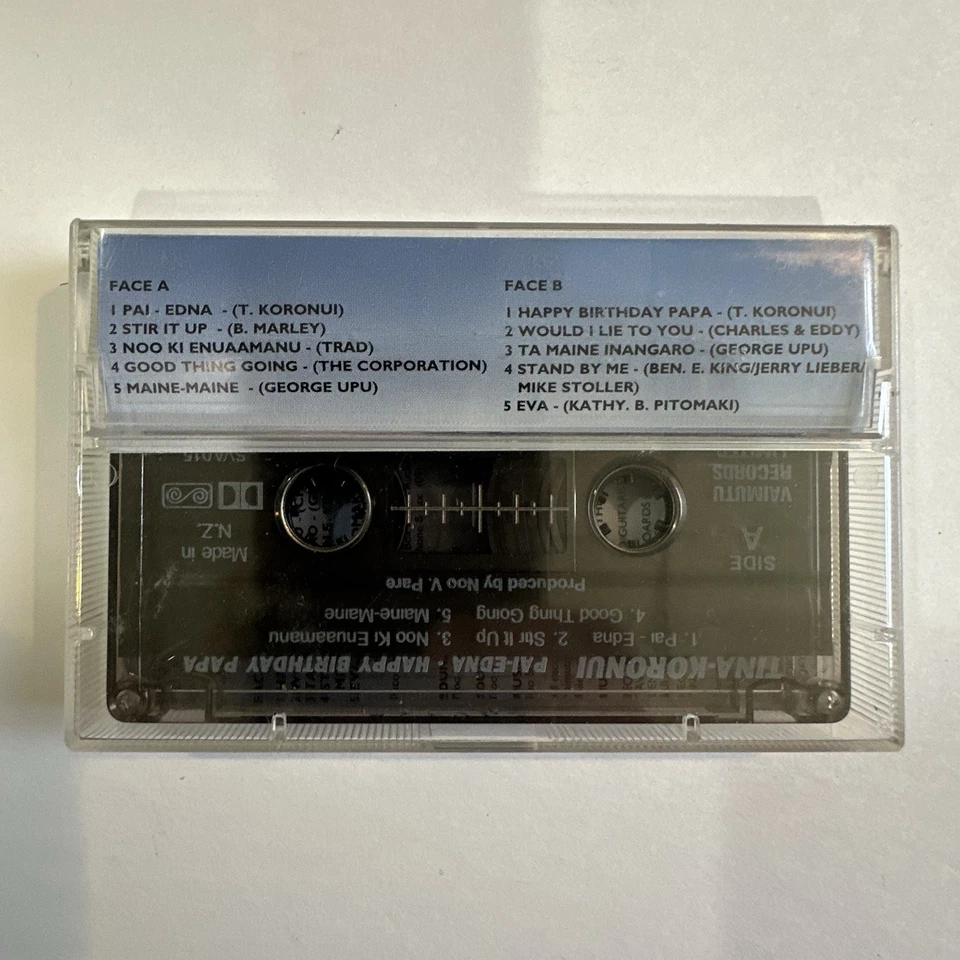 FACE A
1 PAI - EDNA - (T. KORONUI)
2 STIR IT UP - (B. MARLEY)
3 NOO KI ENUAAMANU - (TRAD)
4 GOOD THING GOING - (THE CORPORATION)
5 MAINE-MAINE - (GEORGE UPU)
FACE B
1 HAPPY BIRTHDAY PAPA - (T. KORONUI)
2 WOULD I LIE TO YOU - (CHARLES & EDDY)
3 TA MAINE INANGARO - (GEORGE UPU)
4 STAND BY ME - (BEN. E. KING/JERRY LIEBER/
MIKE STOLLER)
5 EVA - (KATHY. B. PITOMAKI)
TINA-KORONUI PAI-EDNA - HAPPY BIRTHDAY PAPA
1. Pai - Edna 2. Stir It Up 3. Noo Ki Enuaamanu
4. Good Thing Going 5. Maine-Maine
Produced by Noo V. Pare
SIDE
A
Made in
N.Z.
VAIMUTU
RECORDS
LIMITED
SVA015